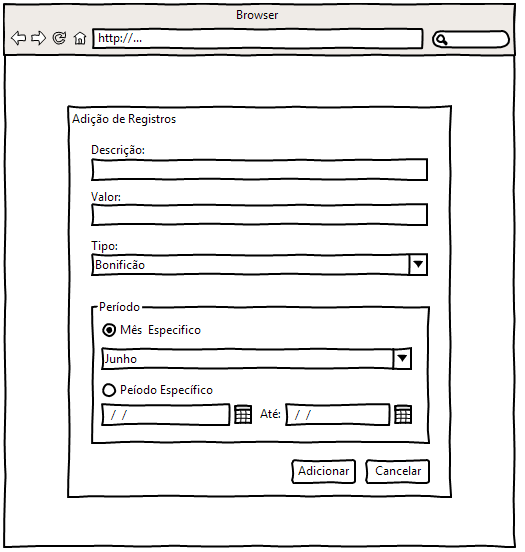 Browser
http://...
Adição de Registros
Descrição:
Valor:
Tipo:
Bonificão
Período
Mês Especifico
Junho
Peíodo Específico
/ / Até: / /
Adicionar Cancelar